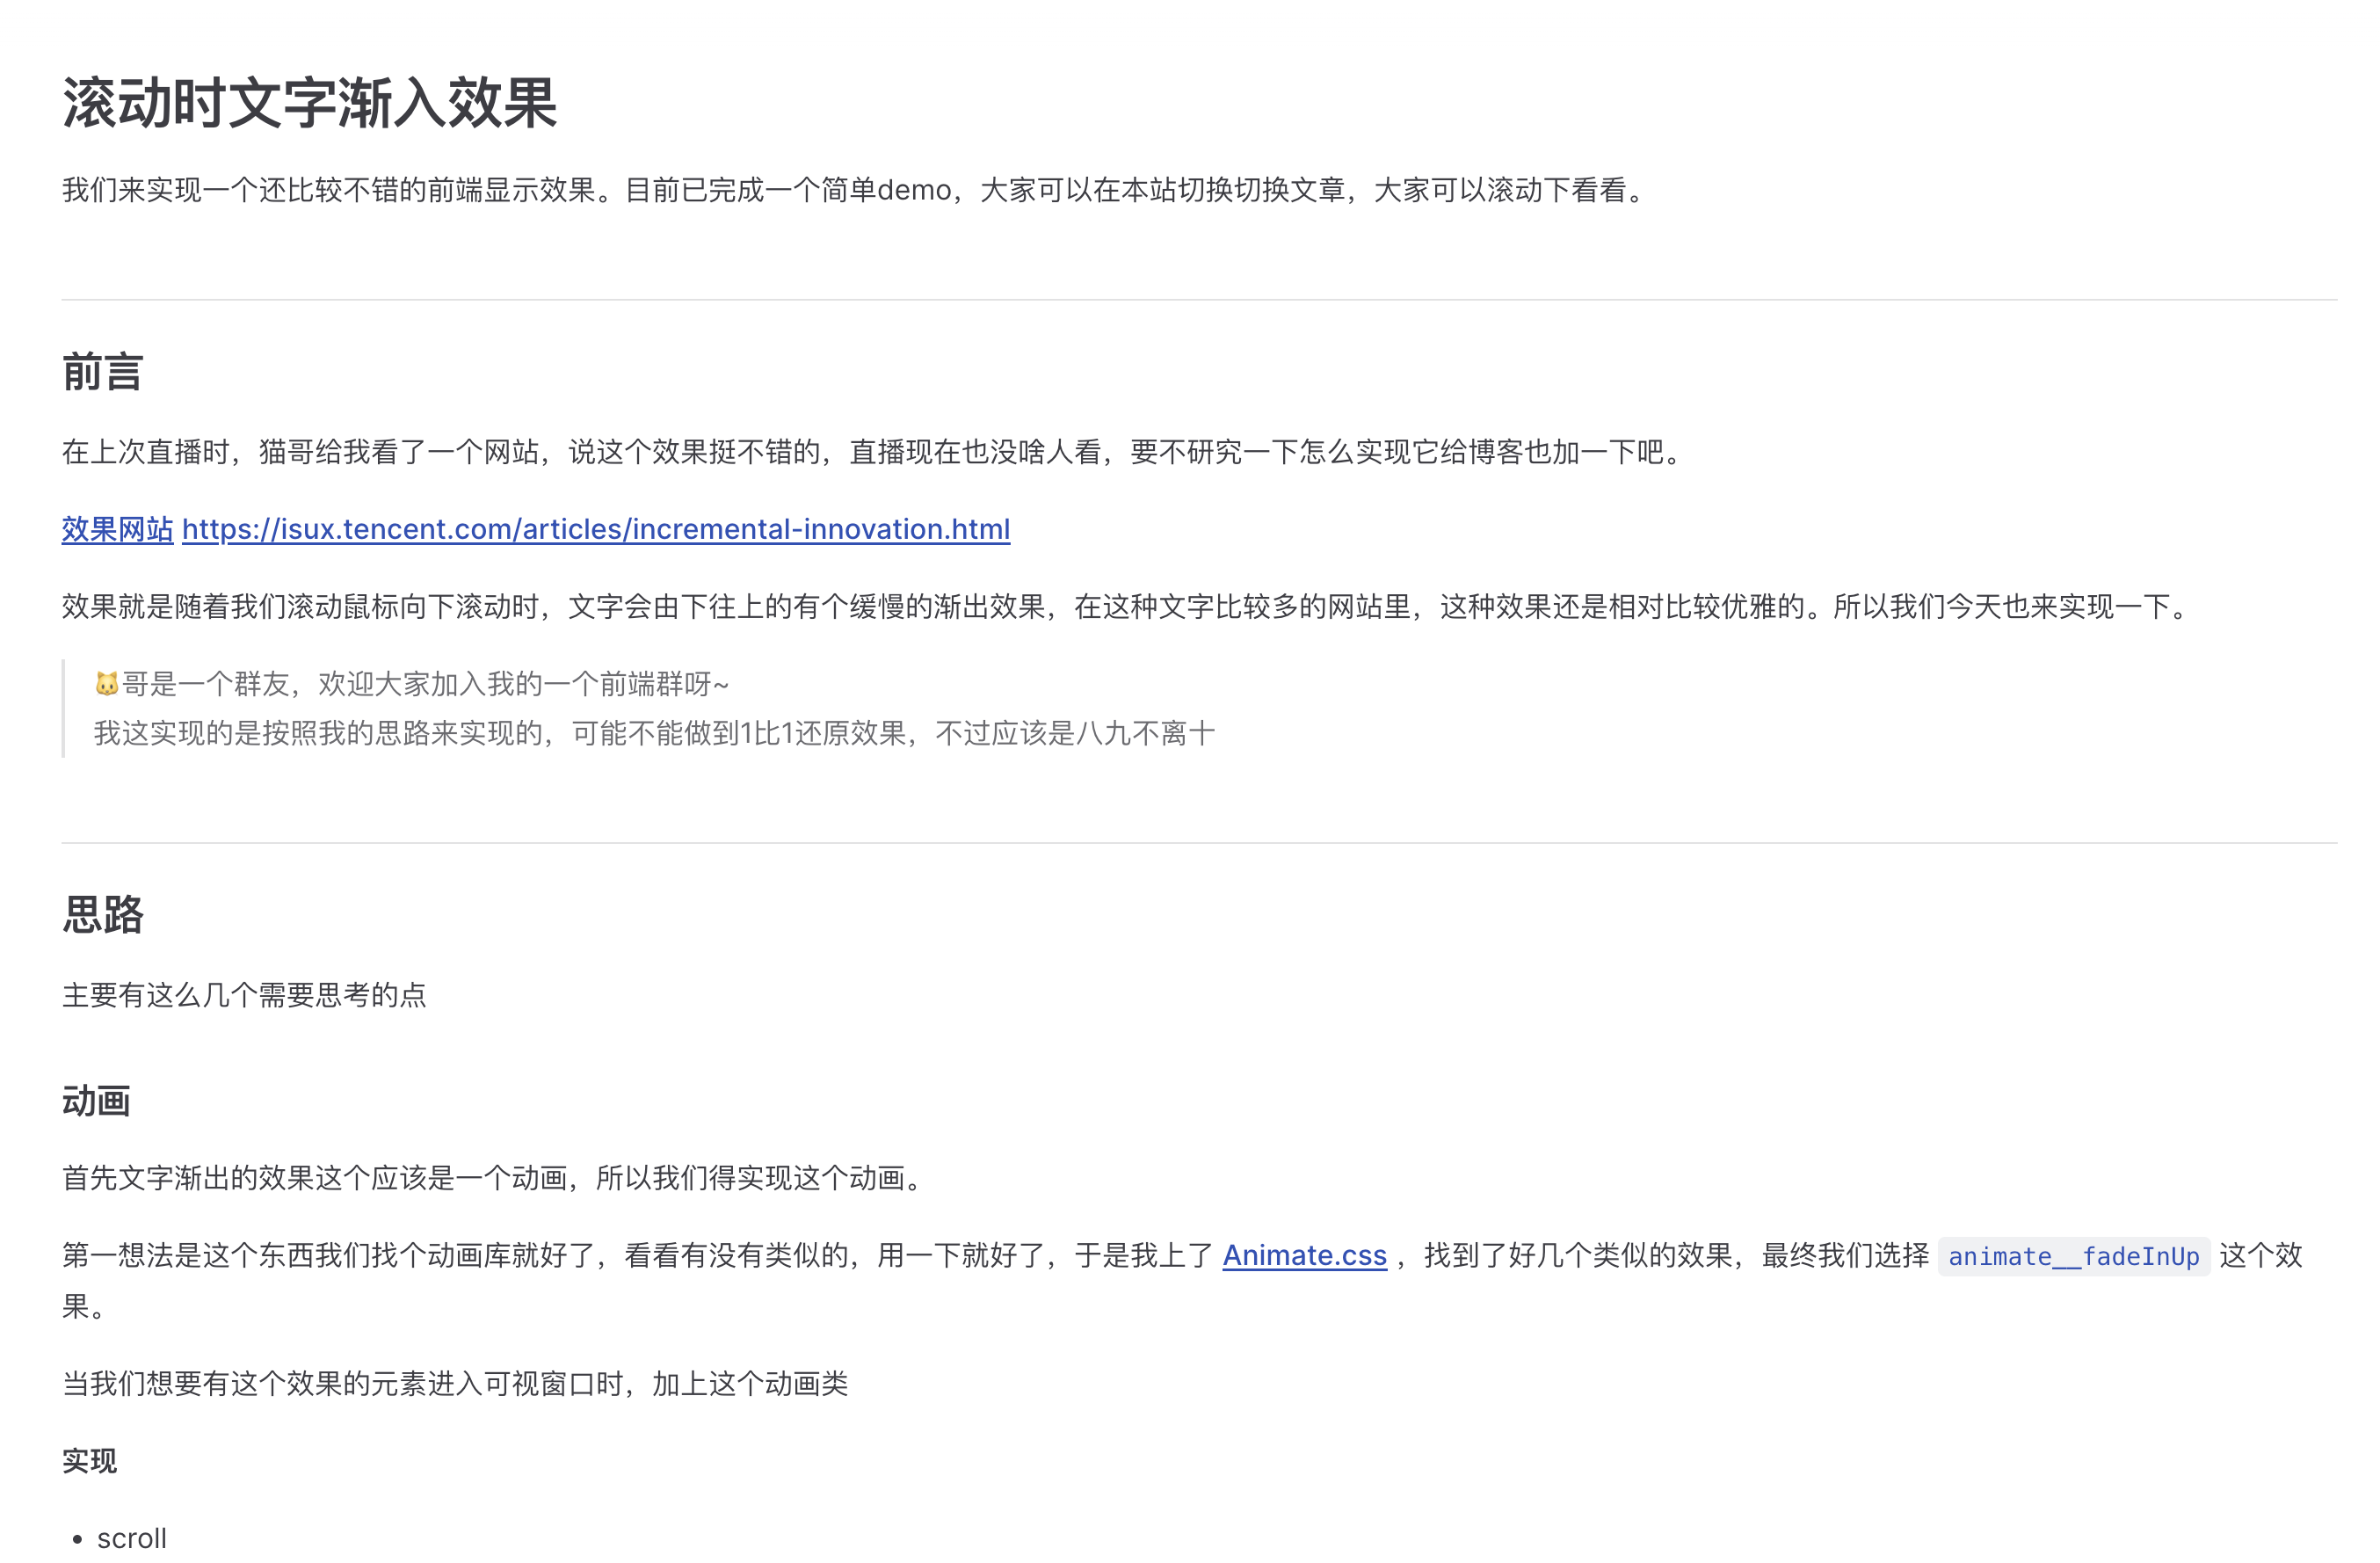 滚动时文字渐入效果
我们来实现一个还比较不错的前端显示效果。目前已完成一个简单demo，大家可以在本站切换切换文章，大家可以滚动下看看。
前言
在上次直播时，猫哥给我看了一个网站，说这个效果挺不错的，直播现在也没啥人看，要不研究一下怎么实现它给博客也加一下吧。
效果网站 https://isux.tencent.com/articles/incremental-innovation.html
效果就是随着我们滚动鼠标向下滚动时，文字会由下往上的有个缓慢的渐出效果，在这种文字比较多的网站里，这种效果还是相对比较优雅的。所以我们今天也来实现一下。
🐱哥是一个群友，欢迎大家加入我的一个前端群呀~
我这实现的是按照我的思路来实现的，可能不能做到1比1还原效果，不过应该是八九不离十
思路
主要有这么几个需要思考的点
动画
首先文字渐出的效果这个应该是一个动画，所以我们得实现这个动画。
第一想法是这个东西我们找个动画库就好了，看看有没有类似的，用一下就好了，于是我上了 Animate.css ，找到了好几个类似的效果，最终我们选择 animate__fadeInUp 这个效
果。
当我们想要有这个效果的元素进入可视窗口时，加上这个动画类
实现
• scroll